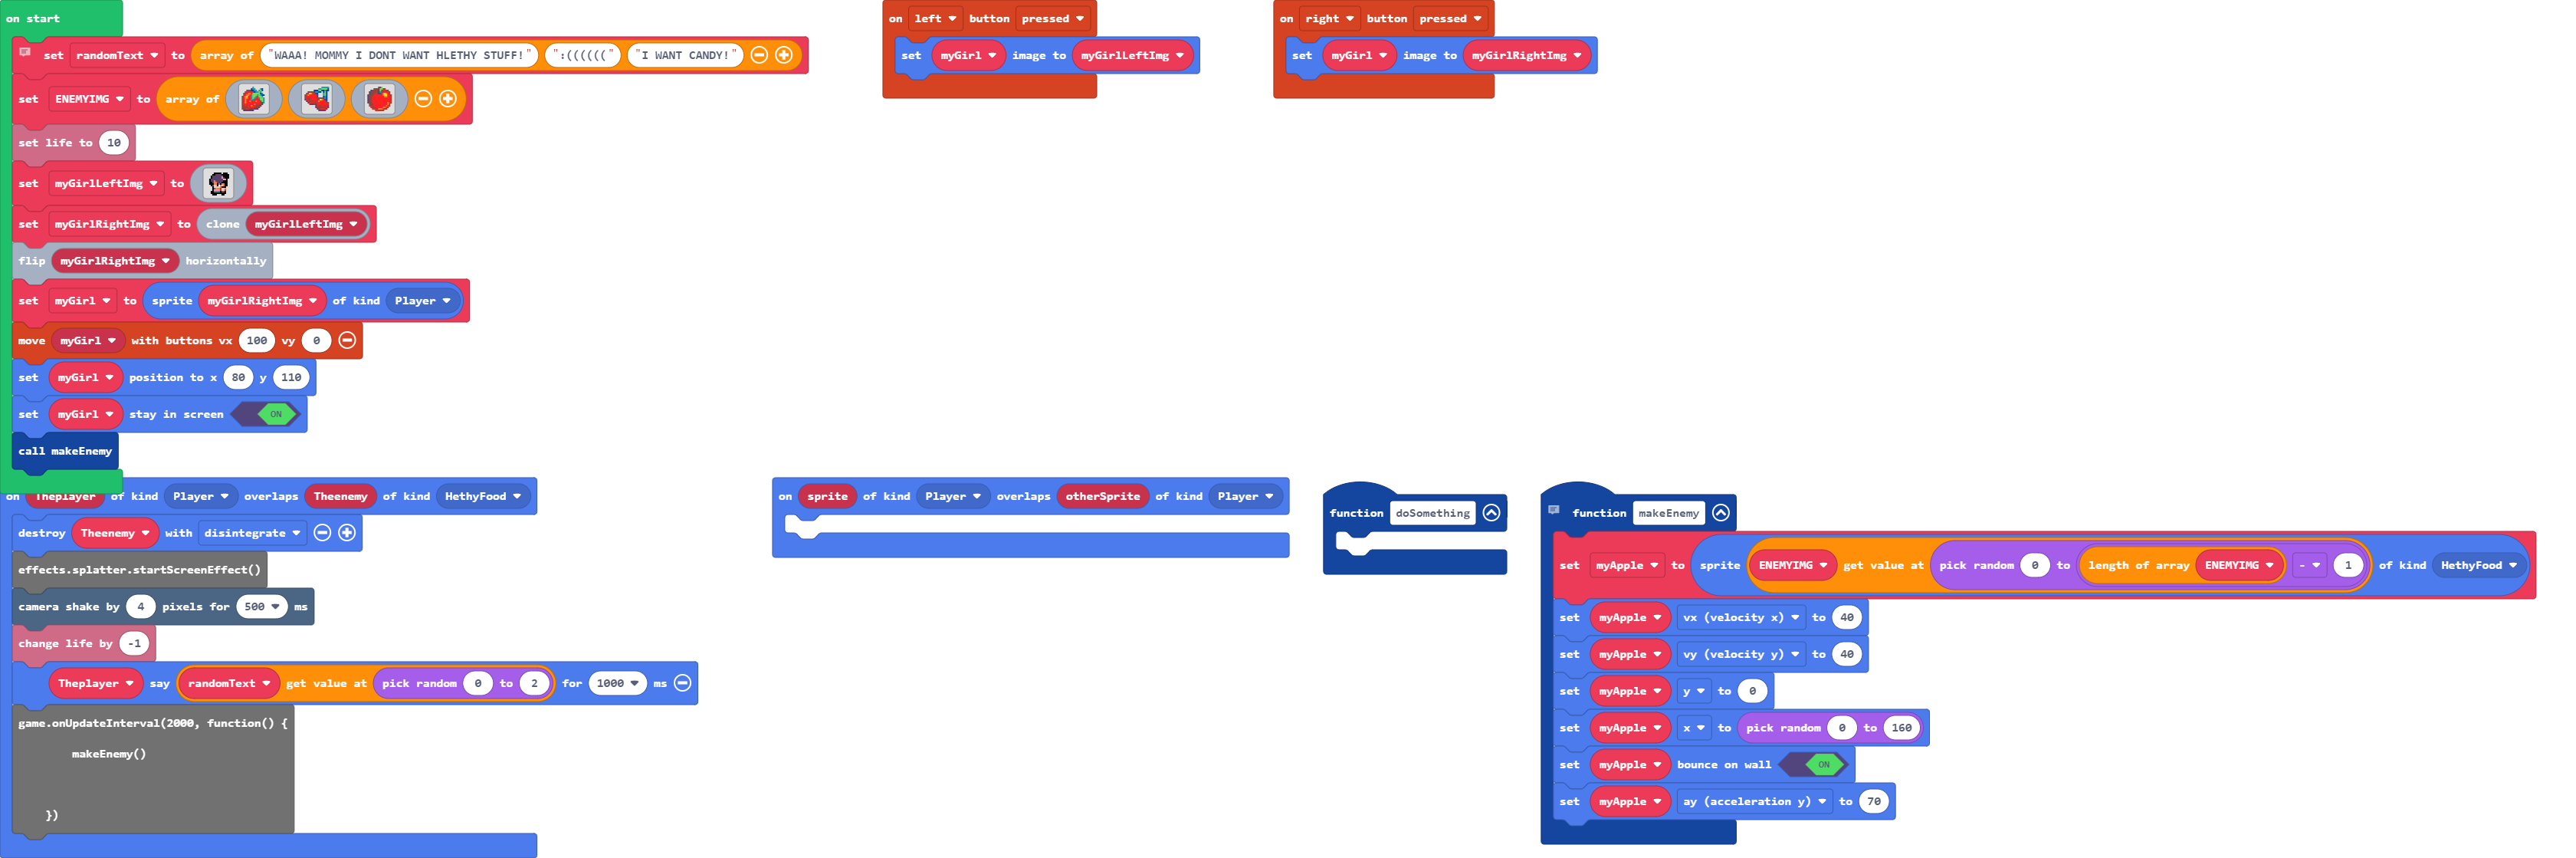 on start
set randomText to array of "WAAA! MOMMY I DONT WANT HLETHY STUFF!" ":((((((" "I WANT CANDY!"
set ENEMYIMG to array of
set life to 10
set myGirlLeftImg to
set myGirlRightImg to clone myGirlLeftImg
flip myGirlRightImg horizontally
set myGirl to sprite myGirlRightImg of kind Player
move myGirl with buttons vx 100 vy 0
set myGirl position to x 80 y 110
set myGirl stay in screen ON
call makeEnemy
on left button pressed
set myGirl image to myGirlLeftImg
on right button pressed
set myGirl image to myGirlRightImg
on Theplayer of kind Player overlaps Theenemy of kind HethyFood
destroy Theenemy with disintegrate
effects.splatter.startScreenEffect()
camera shake by 4 pixels for 500 ms
change life by -1
Theplayer say randomText get value at pick random 0 to 2 for 1000 ms
game.onUpdateInterval(2000, function() {
makeEnemy()
})
on sprite of kind Player overlaps otherSprite of kind Player
function doSomething
function makeEnemy
set myApple to sprite ENEMYIMG get value at pick random 0 to length of array ENEMYIMG - 1 of kind HethyFood
set myApple vx (velocity x) to 40
set myApple vy (velocity y) to 40
set myApple y to 0
set myApple x to pick random 0 to 160
set myApple bounce on wall ON
set myApple ay (acceleration y) to 70